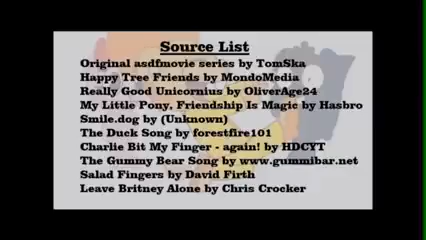 Source List
Original asdfmovie series by TomSka
Happy Tree Friends by MondoMedia
Really Good Unicornius by OliverAge24
My Little Pony, Friendship Is Magic by Hasbro
Smile.dog by (Unknown)
The Duck Song by forestfire101
Charlie Bit My Finger - again! by HDCYT
The Gummy Bear Song by www.gummibar.net
Salad Fingers by David Firth
Leave Britney Alone by Chris Crocker